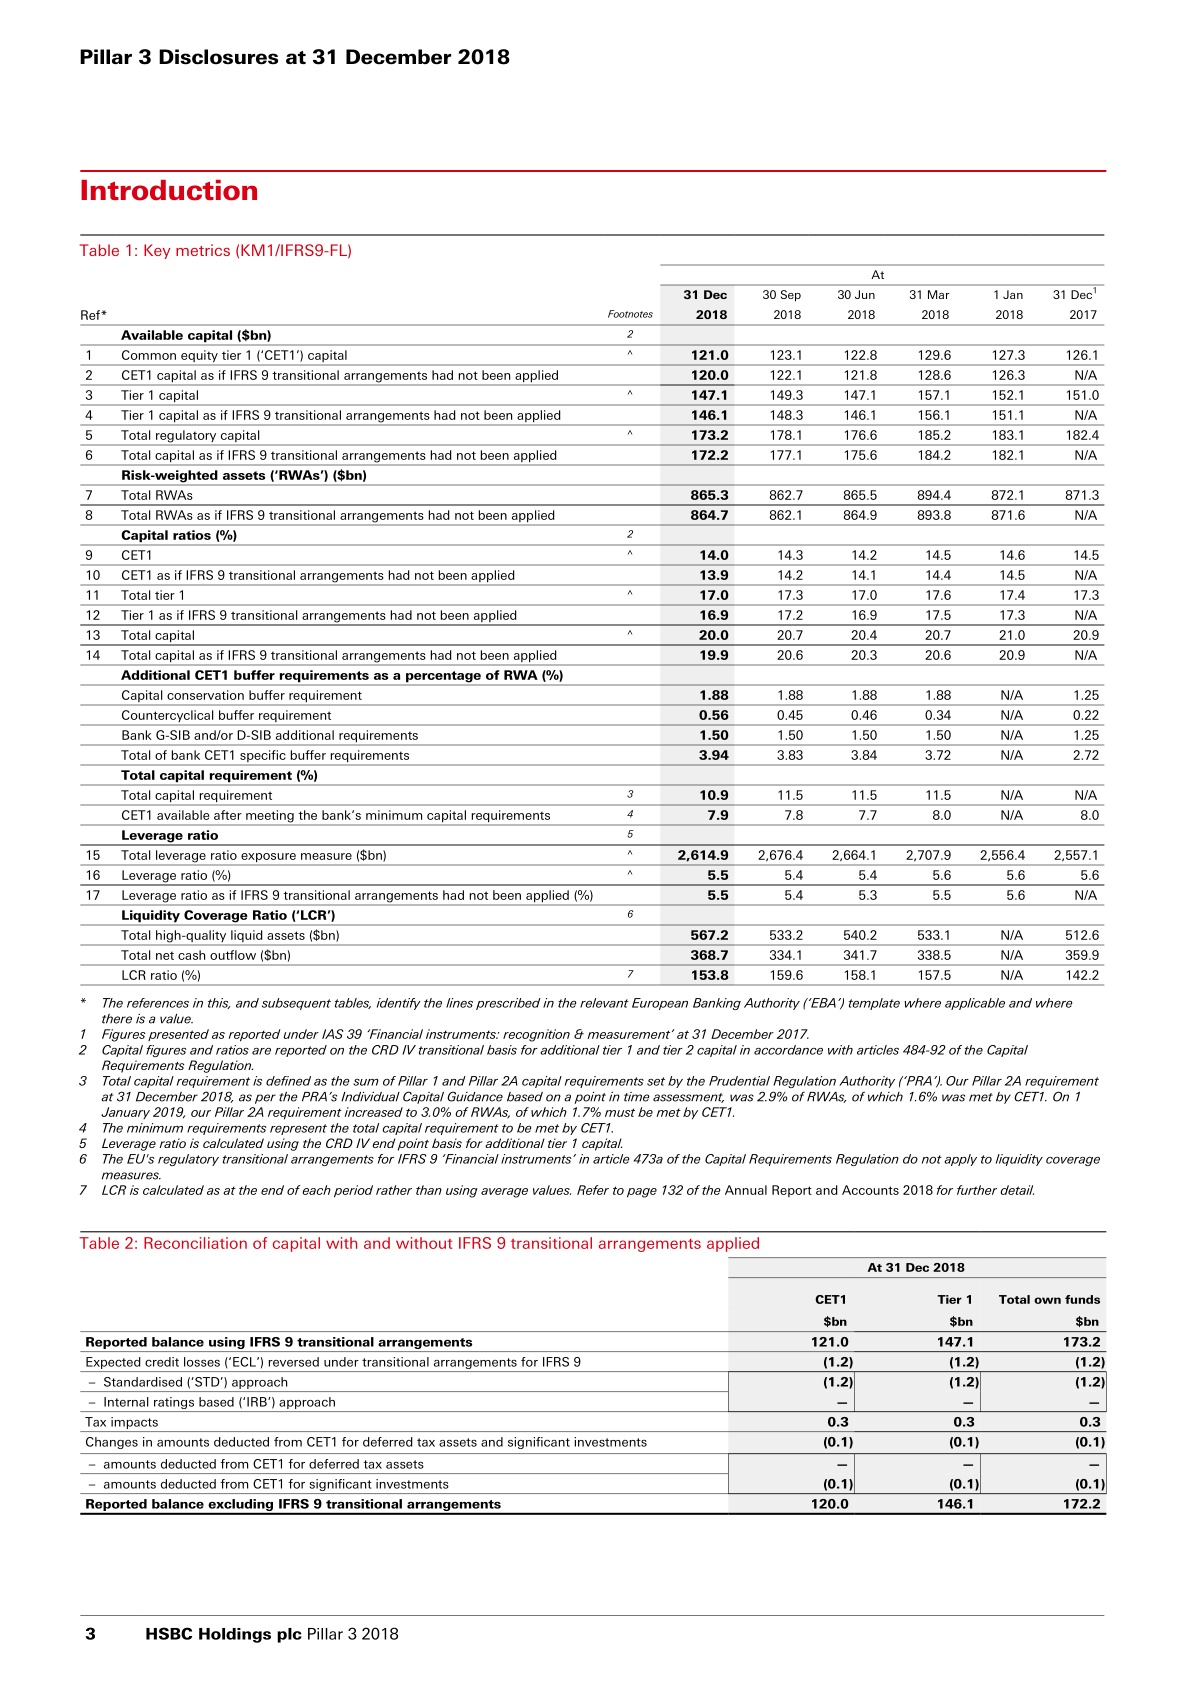 Pillar 3 Disclosures at 31 December 2018
Introduction
Table 1: Key metrics (KM1/IFRS9-FL)
At
31 Dec 30 Sep 30 Jun 31 Mar 1 Jan 31 Dec1
Ref* Footnotes 2018 2018 2018 2018 2018 2017
Available capital ($bn) 2
1 Common equity tier 1 (‘CET1’) capital ^ 121.0 123.1 122.8 129.6 127.3 126.1
2 CET1 capital as if IFRS 9 transitional arrangements had not been applied 120.0 122.1 121.8 128.6 126.3 N/A
3 Tier 1 capital ^ 147.1 149.3 147.1 157.1 152.1 151.0
4 Tier 1 capital as if IFRS 9 transitional arrangements had not been applied 146.1 148.3 146.1 156.1 151.1 N/A
5 Total regulatory capital ^ 173.2 178.1 176.6 185.2 183.1 182.4
6 Total capital as if IFRS 9 transitional arrangements had not been applied 172.2 177.1 175.6 184.2 182.1 N/A
Risk-weighted assets (‘RWAs’) ($bn)
7 Total RWAs 865.3 862.7 865.5 894.4 872.1 871.3
8 Total RWAs as if IFRS 9 transitional arrangements had not been applied 864.7 862.1 864.9 893.8 871.6 N/A
Capital ratios (%) 2
9 CET1 ^ 14.0 14.3 14.2 14.5 14.6 14.5
10 CET1 as if IFRS 9 transitional arrangements had not been applied 13.9 14.2 14.1 14.4 14.5 N/A
11 Total tier 1 ^ 17.0 17.3 17.0 17.6 17.4 17.3
12 Tier 1 as if IFRS 9 transitional arrangements had not been applied 16.9 17.2 16.9 17.5 17.3 N/A
13 Total capital ^ 20.0 20.7 20.4 20.7 21.0 20.9
14 Total capital as if IFRS 9 transitional arrangements had not been applied 19.9 20.6 20.3 20.6 20.9 N/A
Additional CET1 buffer requirements as a percentage of RWA (%)
Capital conservation buffer requirement 1.88 1.88 1.88 1.88 N/A 1.25
Countercyclical buffer requirement 0.56 0.45 0.46 0.34 N/A 0.22
Bank G-SIB and/or D-SIB additional requirements 1.50 1.50 1.50 1.50 N/A 1.25
Total of bank CET1 specific buffer requirements 3.94 3.83 3.84 3.72 N/A 2.72
Total capital requirement (%)
Total capital requirement 3 10.9 11.5 11.5 11.5 N/A N/A
CET1 available after meeting the bank’s minimum capital requirements 4 7.9 7.8 7.7 8.0 N/A 8.0
Leverage ratio 5
15 Total leverage ratio exposure measure ($bn) ^ 2,614.9 2,676.4 2,664.1 2,707.9 2,556.4 2,557.1
16 Leverage ratio (%) ^ 5.5 5.4 5.4 5.6 5.6 5.6
17 Leverage ratio as if IFRS 9 transitional arrangements had not been applied (%) 5.5 5.4 5.3 5.5 5.6 N/A
Liquidity Coverage Ratio (‘LCR’) 6
Total high-quality liquid assets ($bn) 567.2 533.2 540.2 533.1 N/A 512.6
Total net cash outflow ($bn) 368.7 334.1 341.7 338.5 N/A 359.9
LCR ratio (%) 7 153.8 159.6 158.1 157.5 N/A 142.2
* The references in this, and subsequent tables, identify the lines prescribed in the relevant European Banking Authority (‘EBA’) template where applicable and where
there is a value.
1 Figures presented as reported under IAS 39 ‘Financial instruments: recognition & measurement’ at 31 December 2017.
2 Capital figures and ratios are reported on the CRD IV transitional basis for additional tier 1 and tier 2 capital in accordance with articles 484-92 of the Capital
Requirements Regulation.
3 Total capital requirement is defined as the sum of Pillar 1 and Pillar 2A capital requirements set by the Prudential Regulation Authority (‘PRA’). Our Pillar 2A requirement
at 31 December 2018, as per the PRA’s Individual Capital Guidance based on a point in time assessment, was 2.9% of RWAs, of which 1.6% was met by CET1. On 1
January 2019, our Pillar 2A requirement increased to 3.0% of RWAs, of which 1.7% must be met by CET1.
4 The minimum requirements represent the total capital requirement to be met by CET1.
5 Leverage ratio is calculated using the CRD IV end point basis for additional tier 1 capital.
6 The EU's regulatory transitional arrangements for IFRS 9 ‘Financial instruments’ in article 473a of the Capital Requirements Regulation do not apply to liquidity coverage
measures.
7 LCR is calculated as at the end of each period rather than using average values. Refer to page 132 of the Annual Report and Accounts 2018 for further detail.
Table 2: Reconciliation of capital with and without IFRS 9 transitional arrangements applied
At 31 Dec 2018
CET1 Tier 1 Total own funds
$bn $bn $bn
Reported balance using IFRS 9 transitional arrangements 121.0 147.1 173.2
Expected credit losses (‘ECL’) reversed under transitional arrangements for IFRS 9 (1.2) (1.2) (1.2)
– Standardised (‘STD’) approach (1.2) (1.2) (1.2)
– Internal ratings based (‘IRB’) approach — — —
Tax impacts 0.3 0.3 0.3
Changes in amounts deducted from CET1 for deferred tax assets and significant investments (0.1) (0.1) (0.1)
– amounts deducted from CET1 for deferred tax assets — — —
– amounts deducted from CET1 for significant investments (0.1) (0.1) (0.1)
Reported balance excluding IFRS 9 transitional arrangements 120.0 146.1 172.2
3 HSBC Holdings plc Pillar 3 2018